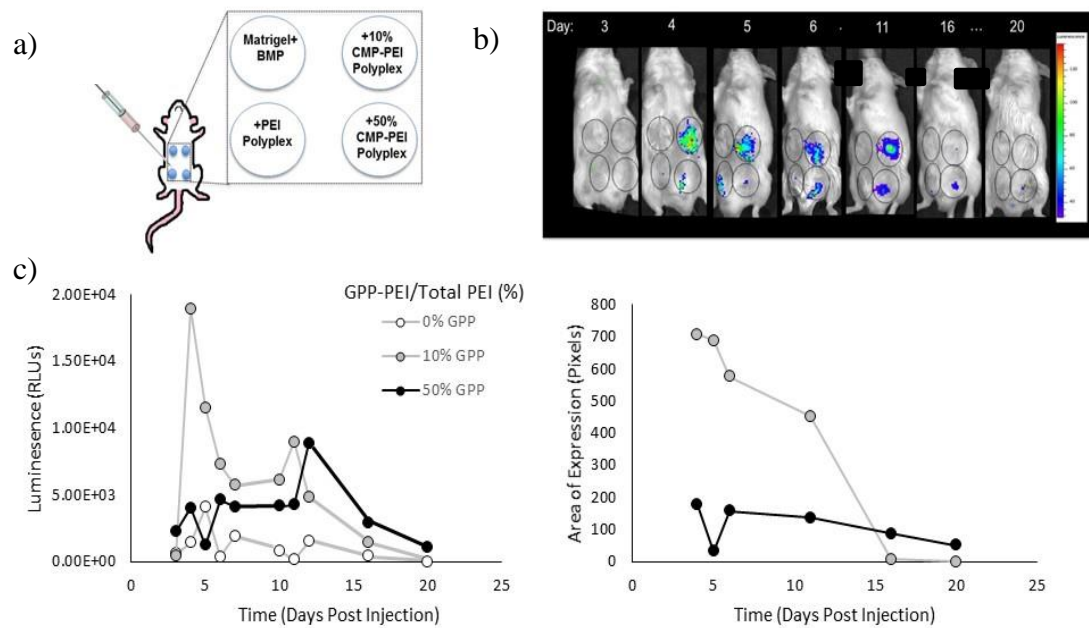 a)
Matrigel+
BMP
+10%
CMP-PEI
Polyplex
+PEI
Polyplex
+50%
CMP-PEI
Polyplex
b)
Day: 3 4 5 6 . 11 16 ... 20
c)
2.00E+04
1.50E+04
1.00E+04
5.00E+03
0.00E+00
Luminesence (RLUs)
GPP-PEI/Total PEI (%)
0% GPP
10% GPP
50% GPP
0 5 10 15 20 25
Time (Days Post Injection)
800
700
600
500
400
300
200
100
0
Area of Expression (Pixels)
0 5 10 15 20 25
Time (Days Post Injection)